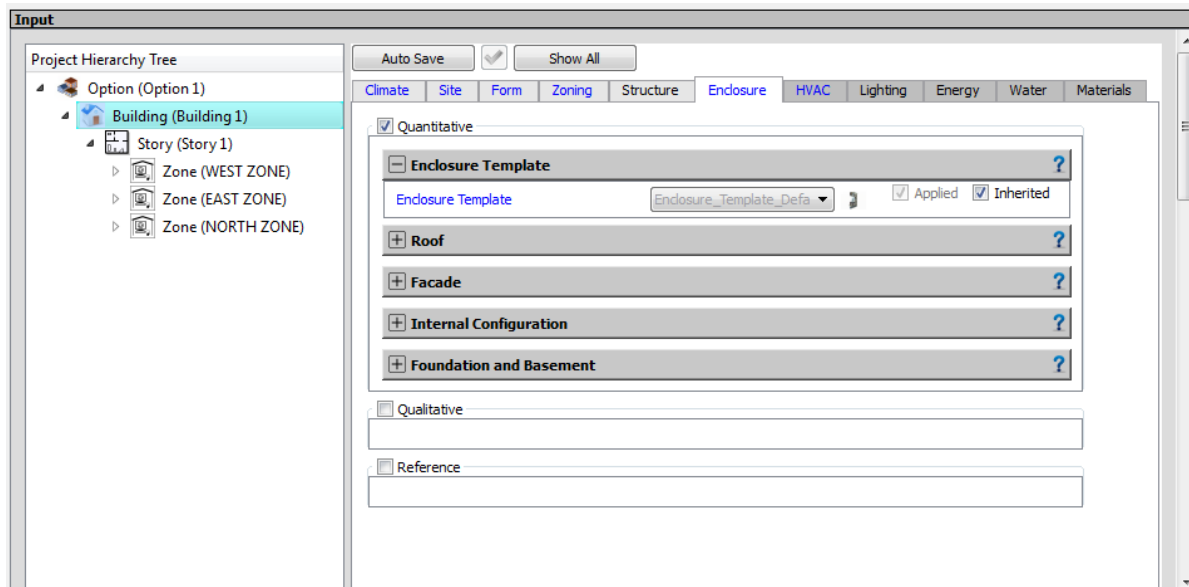 Input
Project Hierarchy Tree
Option (Option 1)
Building (Building 1)
Story (Story 1)
Zone (WEST ZONE)
Zone (EAST ZONE)
Zone (NORTH ZONE)
Auto Save Show All
Climate Site Form Zoning Structure Enclosure HVAC Lighting Energy Water Materials
Quantitative
Enclosure Template ?
Enclosure Template Enclosure_Template_Defa Applied Inherited
Roof ?
Facade ?
Internal Configuration ?
Foundation and Basement ?
Qualitative
Reference